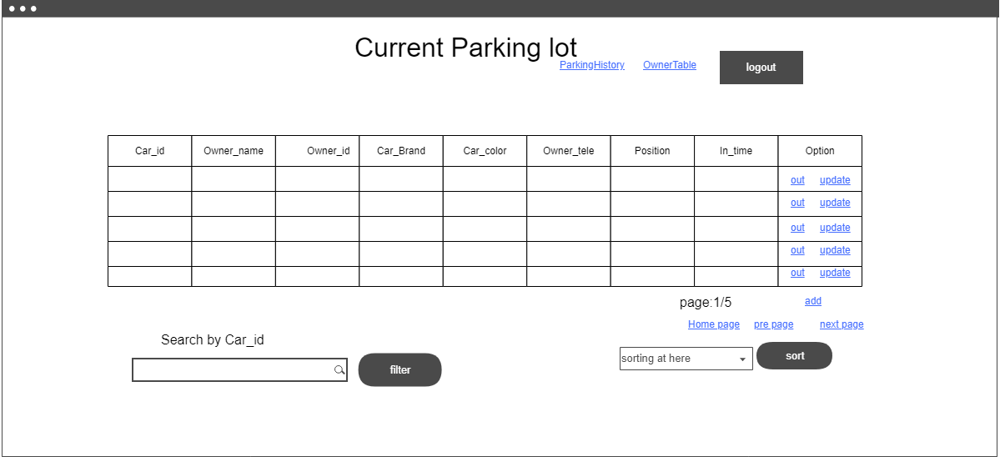 Current Parking lot
ParkingHistory OwnerTable logout
Car_id Owner_name Owner_id Car_Brand Car_color Owner_tele Position In_time Option
out update
out update
out update
out update
out update
page:1/5 add
Home page pre page next page
Search by Car_id
sorting at here sort
filter